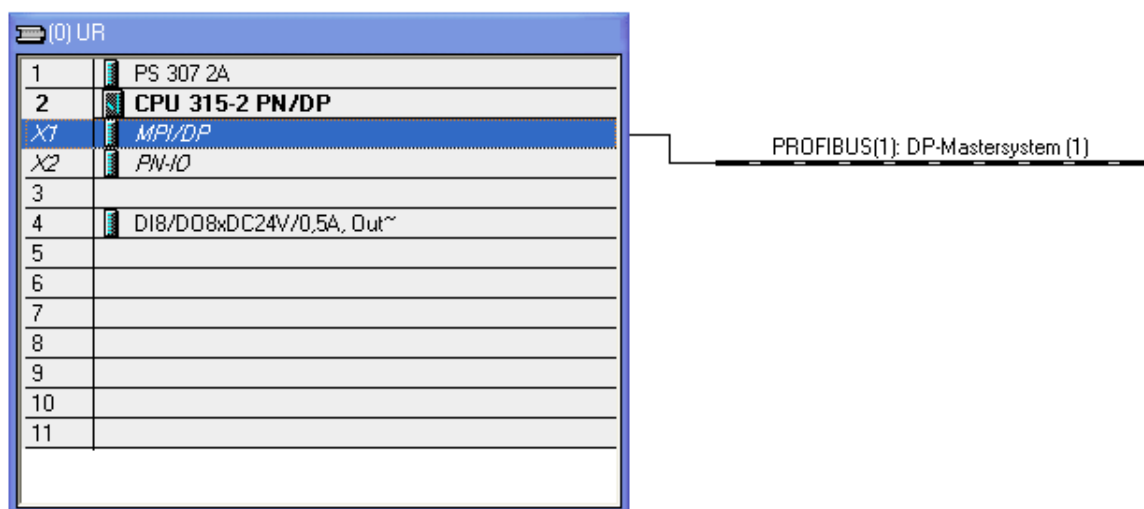 (0) UR
1 PS 307 2A
2 CPU 315-2 PN/DP
X1 MPI/DP
X2 PN-IO
3
4 DI8/DO8xDC24V/0,5A, Out~
5
6
7
8
9
10
11
PROFIBUS(1): DP-Mastersystem (1)